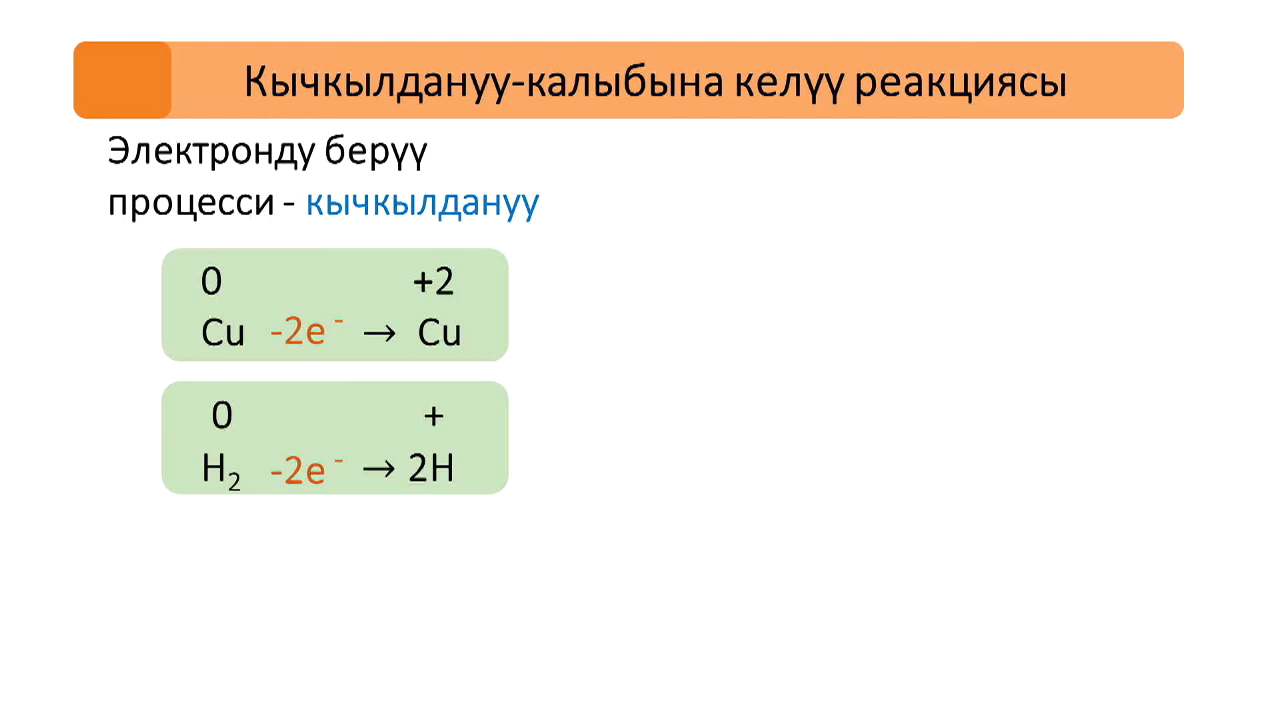 Кычкылдануу-калыбына келүү реакциясы
Электронду берүү
процесси - кычкылдануу
0 +2
Cu -2e⁻ → Cu
0 +
H₂ -2e⁻ → 2H